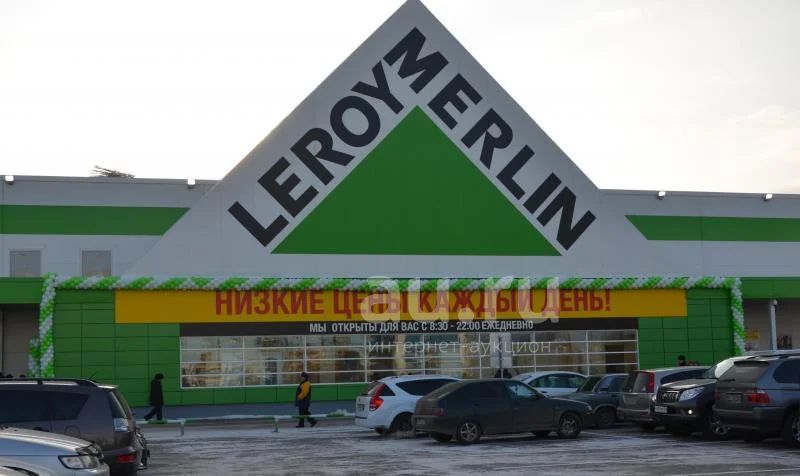 LEROY MERLIN
НИЗКИЕ ЦЕНЫ КАЖДЫЙ ДЕНЬ!
МЫ ОТКРЫТЫ ДЛЯ ВАС С 8:30 - 22:00 ЕЖЕДНЕВНО
au.ru
интернет-аукцион